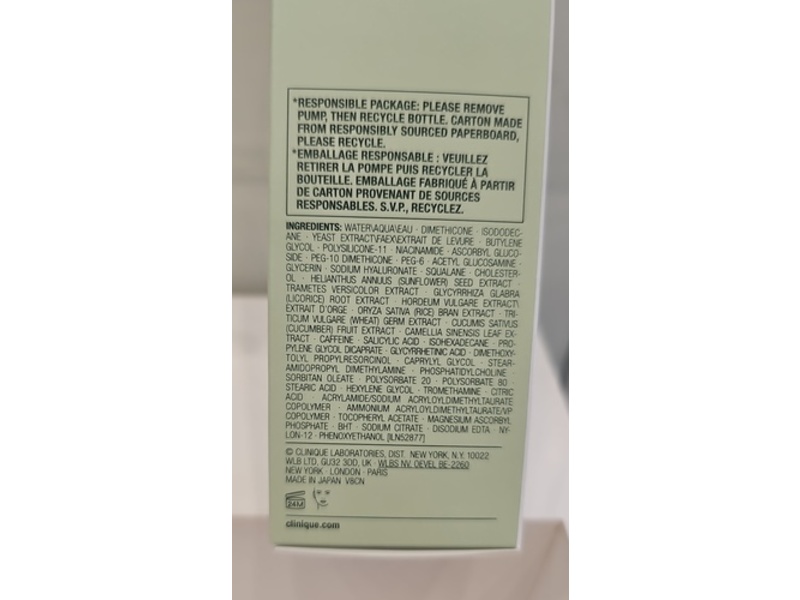 *RESPONSIBLE PACKAGE: PLEASE REMOVE
PUMP, THEN RECYCLE BOTTLE. CARTON MADE
FROM RESPONSIBLY SOURCED PAPERBOARD,
PLEASE RECYCLE.
*EMBALLAGE RESPONSABLE : VEUILLEZ
RETIRER LA POMPE PUIS RECYCLER LA
BOUTEILLE. EMBALLAGE FABRIQUÉ À PARTIR
DE CARTON PROVENANT DE SOURCES
RESPONSABLES. S.V.P., RECYCLEZ.
INGREDIENTS: WATER\AQUA\EAU · DIMETHICONE · ISODODEC-
ANE · YEAST EXTRACT\FAEX\EXTRAIT DE LEVURE · BUTYLENE
GLYCOL · POLYSILICONE-11 · NIACINAMIDE · ASCORBYL GLUCO-
SIDE · PEG-10 DIMETHICONE · PEG-6 · ACETYL GLUCOSAMINE ·
GLYCERIN · SODIUM HYALURONATE · SQUALANE · CHOLESTER-
OL · HELIANTHUS ANNUUS (SUNFLOWER) SEED EXTRACT ·
TRAMETES VERSICOLOR EXTRACT · GLYCYRRHIZA GLABRA
(LICORICE) ROOT EXTRACT · HORDEUM VULGARE EXTRACT\
EXTRAIT D'ORGE · ORYZA SATIVA (RICE) BRAN EXTRACT · TRI-
TICUM VULGARE (WHEAT) GERM EXTRACT · CUCUMIS SATIVUS
(CUCUMBER) FRUIT EXTRACT · CAMELLIA SINENSIS LEAF EX-
TRACT · CAFFEINE · SALICYLIC ACID · ISOHEXADECANE · PRO-
PYLENE GLYCOL DICAPRATE · GLYCYRRHETINIC ACID · DIMETHOXY-
TOLYL PROPYLRESORCINOL · CAPRYLYL GLYCOL · STEAR-
AMIDOPROPYL DIMETHYLAMINE · PHOSPHATIDYLCHOLINE ·
SORBITAN OLEATE · POLYSORBATE 20 · POLYSORBATE 80 ·
STEARIC ACID · HEXYLENE GLYCOL · TROMETHAMINE · CITRIC
ACID · ACRYLAMIDE/SODIUM ACRYLOYLDIMETHYLTAURATE
COPOLYMER · AMMONIUM ACRYLOYLDIMETHYLTAURATE/VP
COPOLYMER · TOCOPHERYL ACETATE · MAGNESIUM ASCORBYL
PHOSPHATE · BHT · SODIUM CITRATE · DISODIUM EDTA · NY-
LON-12 · PHENOXYETHANOL [ILN52877]
© CLINIQUE LABORATORIES, DIST. NEW YORK, N.Y. 10022
WLB LTD, GU32 3DD, UK · WLBS NV. OEVEL BE-2260
NEW YORK · LONDON · PARIS
MADE IN JAPAN V8CN
24M
clinique.com